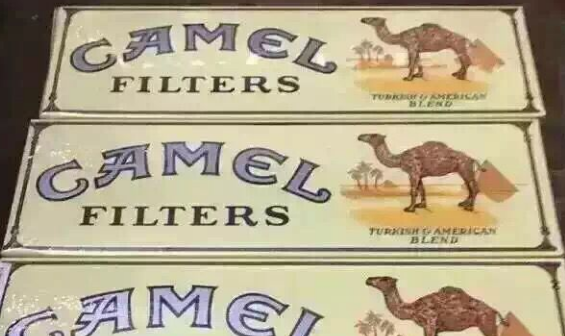 CAMEL
FILTERS
TURKISH & AMERICAN
BLEND
CAMEL
FILTERS
TURKISH & AMERICAN
BLEND
CAMEL